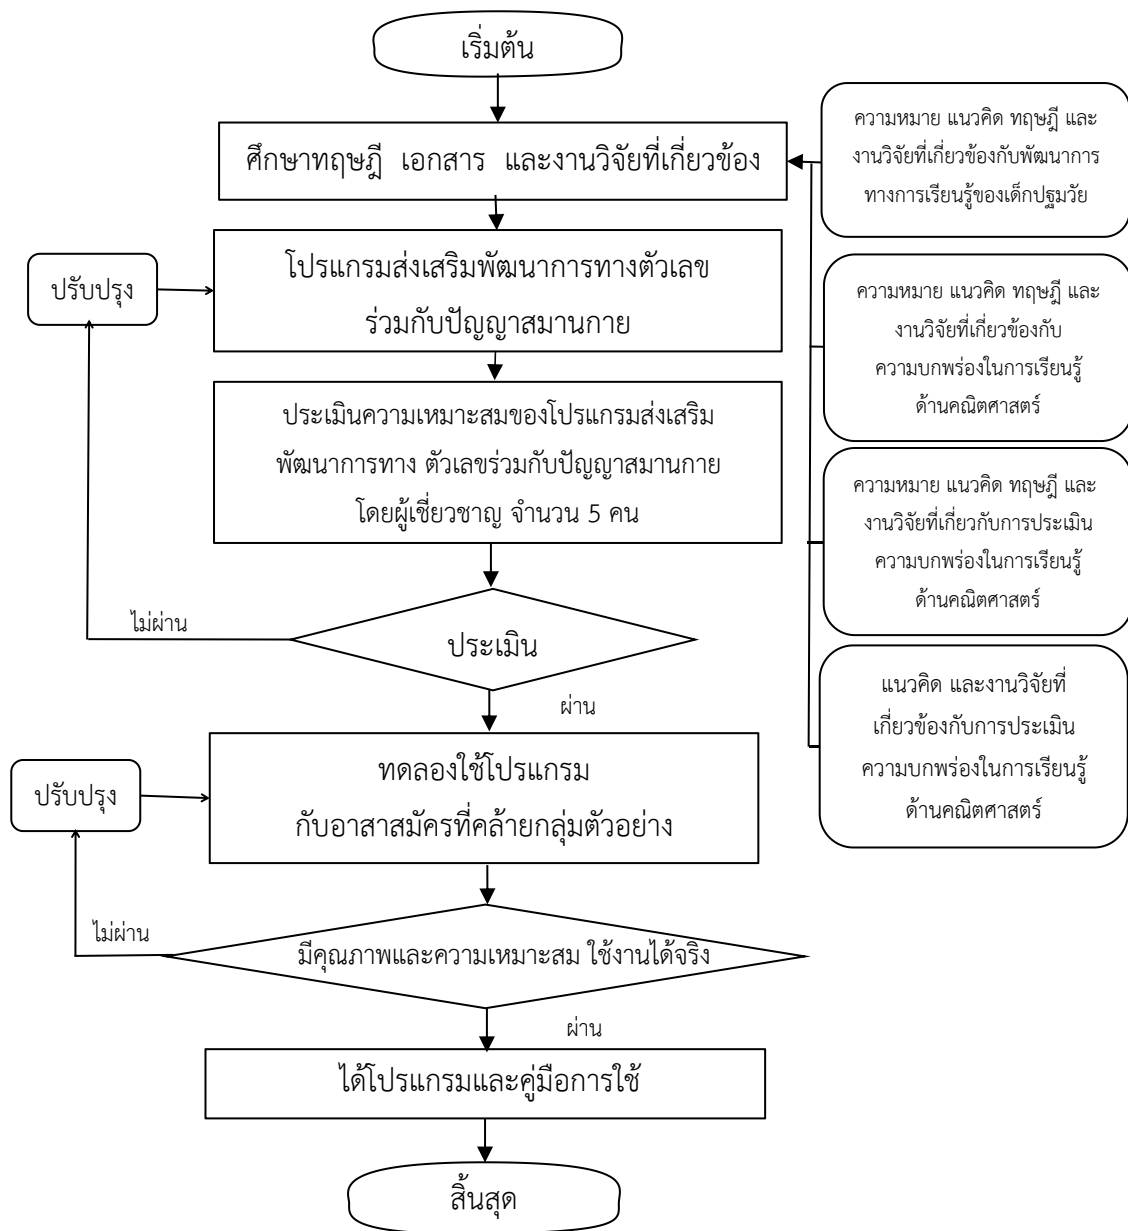 เริ่มต้น
ศึกษาทฤษฎี เอกสาร และงานวิจัยที่เกี่ยวข้อง
ความหมาย แนวคิด ทฤษฎี และ
งานวิจัยที่เกี่ยวข้องกับพัฒนาการ
ทางการเรียนรู้ของเด็กปฐมวัย
โปรแกรมส่งเสริมพัฒนาการทางตัวเลข
ร่วมกับปัญญาสมานกาย
ปรับปรุง
ความหมาย แนวคิด ทฤษฎี และ
งานวิจัยที่เกี่ยวข้องกับ
ความบกพร่องในการเรียนรู้
ด้านคณิตศาสตร์
ประเมินความเหมาะสมของโปรแกรมส่งเสริม
พัฒนาการทาง ตัวเลขร่วมกับปัญญาสมานกาย
โดยผู้เชี่ยวชาญ จำนวน 5 คน
ความหมาย แนวคิด ทฤษฎี และ
งานวิจัยที่เกี่ยวกับการประเมิน
ความบกพร่องในการเรียนรู้
ด้านคณิตศาสตร์
ไม่ผ่าน
ประเมิน
ผ่าน
แนวคิด และงานวิจัยที่
เกี่ยวข้องกับการประเมิน
ความบกพร่องในการเรียนรู้
ด้านคณิตศาสตร์
ทดลองใช้โปรแกรม
กับอาสาสมัครที่คล้ายกลุ่มตัวอย่าง
ปรับปรุง
ไม่ผ่าน
มีคุณภาพและความเหมาะสม ใช้งานได้จริง
ผ่าน
ได้โปรแกรมและคู่มือการใช้
สิ้นสุด